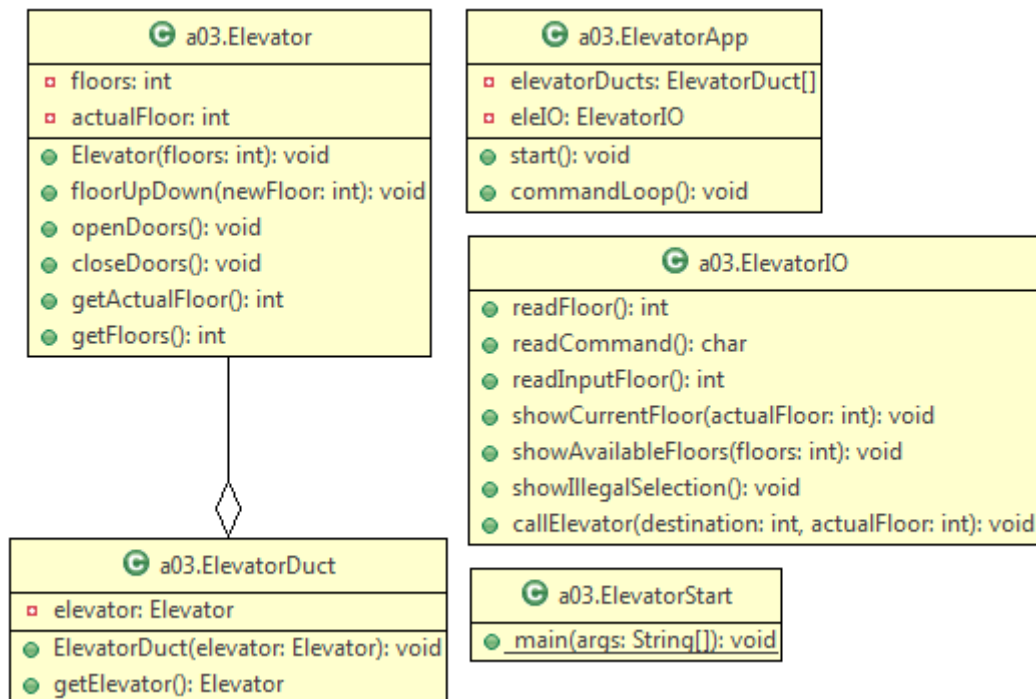 a03.Elevator
floors: int
actualFloor: int
Elevator(floors: int): void
floorUpDown(newFloor: int): void
openDoors(): void
closeDoors(): void
getActualFloor(): int
getFloors(): int
a03.ElevatorApp
elevatorDucts: ElevatorDuct[]
eleIO: ElevatorIO
start(): void
commandLoop(): void
a03.ElevatorIO
readFloor(): int
readCommand(): char
readInputFloor(): int
showCurrentFloor(actualFloor: int): void
showAvailableFloors(floors: int): void
showIllegalSelection(): void
callElevator(destination: int, actualFloor: int): void
a03.ElevatorDuct
elevator: Elevator
ElevatorDuct(elevator: Elevator): void
getElevator(): Elevator
a03.ElevatorStart
main(args: String[]): void